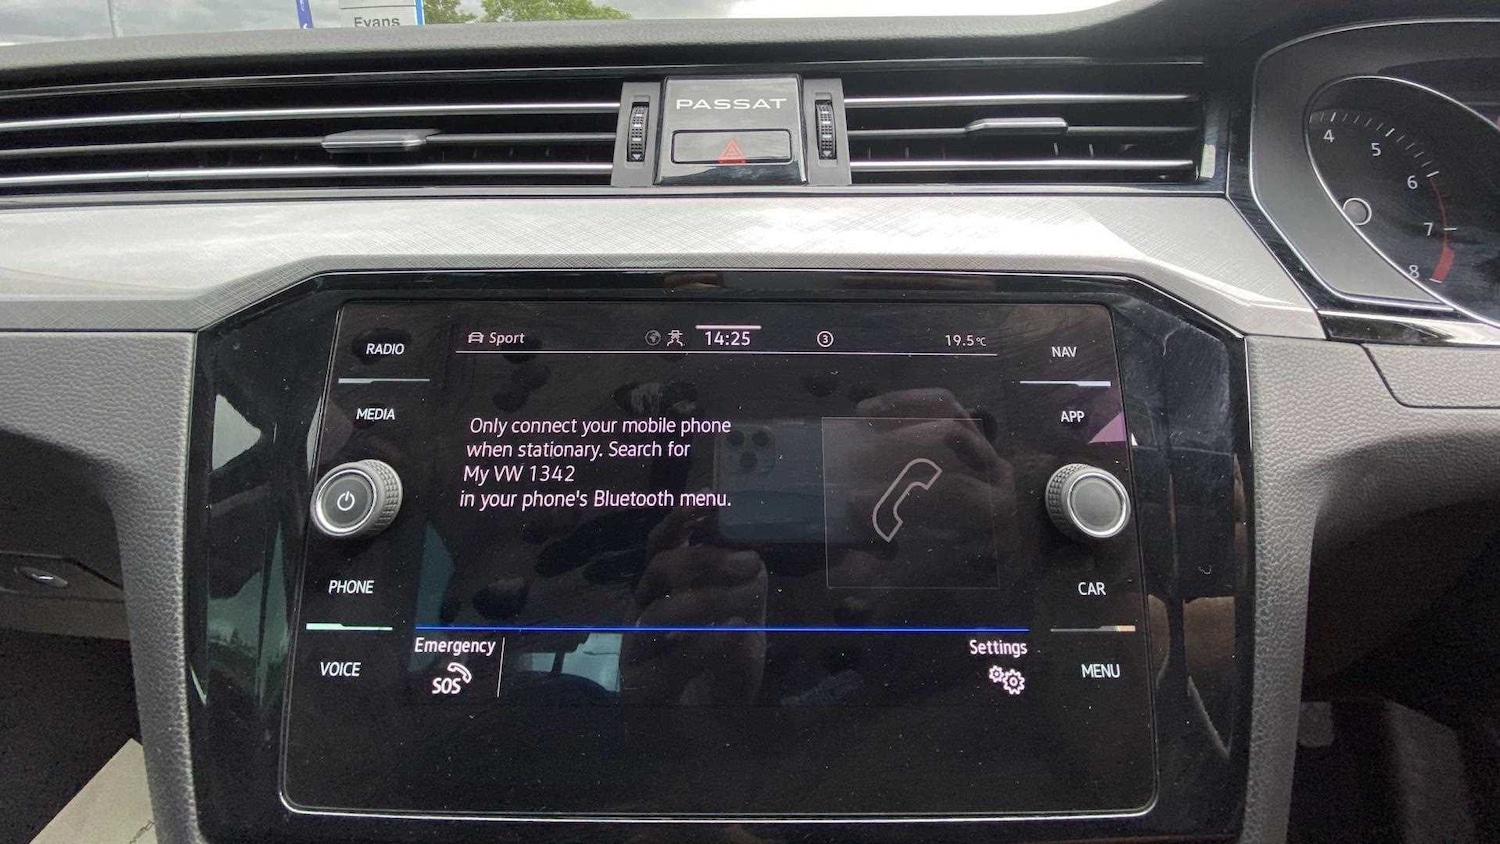 Evans
PASSAT
4
5
6
7
8
RADIO
MEDIA
PHONE
VOICE
Sport
14:25
3
19.5°C
Only connect your mobile phone
when stationary. Search for
My VW 1342
in your phone's Bluetooth menu.
Emergency
SOS
Settings
NAV
APP
CAR
MENU